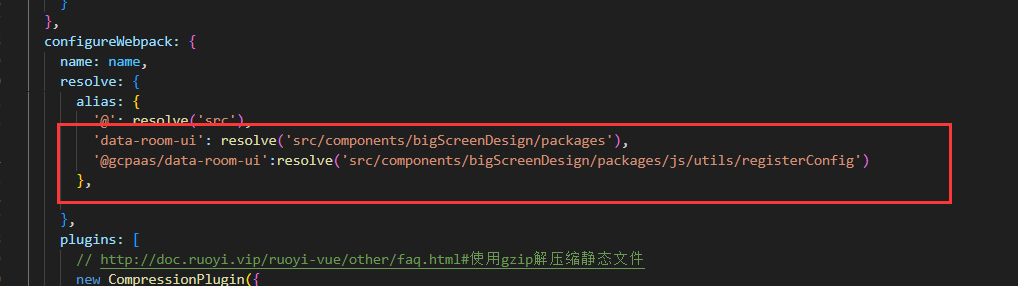 }
},
configureWebpack: {
name: name,
resolve: {
alias: {
'@': resolve('src'),
'data-room-ui': resolve('src/components/bigScreenDesign/packages'),
'@gcpaas/data-room-ui':resolve('src/components/bigScreenDesign/packages/js/utils/registerConfig')
},
},
plugins: [
// http://doc.ruoyi.vip/ruoyi-vue/other/faq.html#使用gzip解压缩静态文件
new CompressionPlugin({